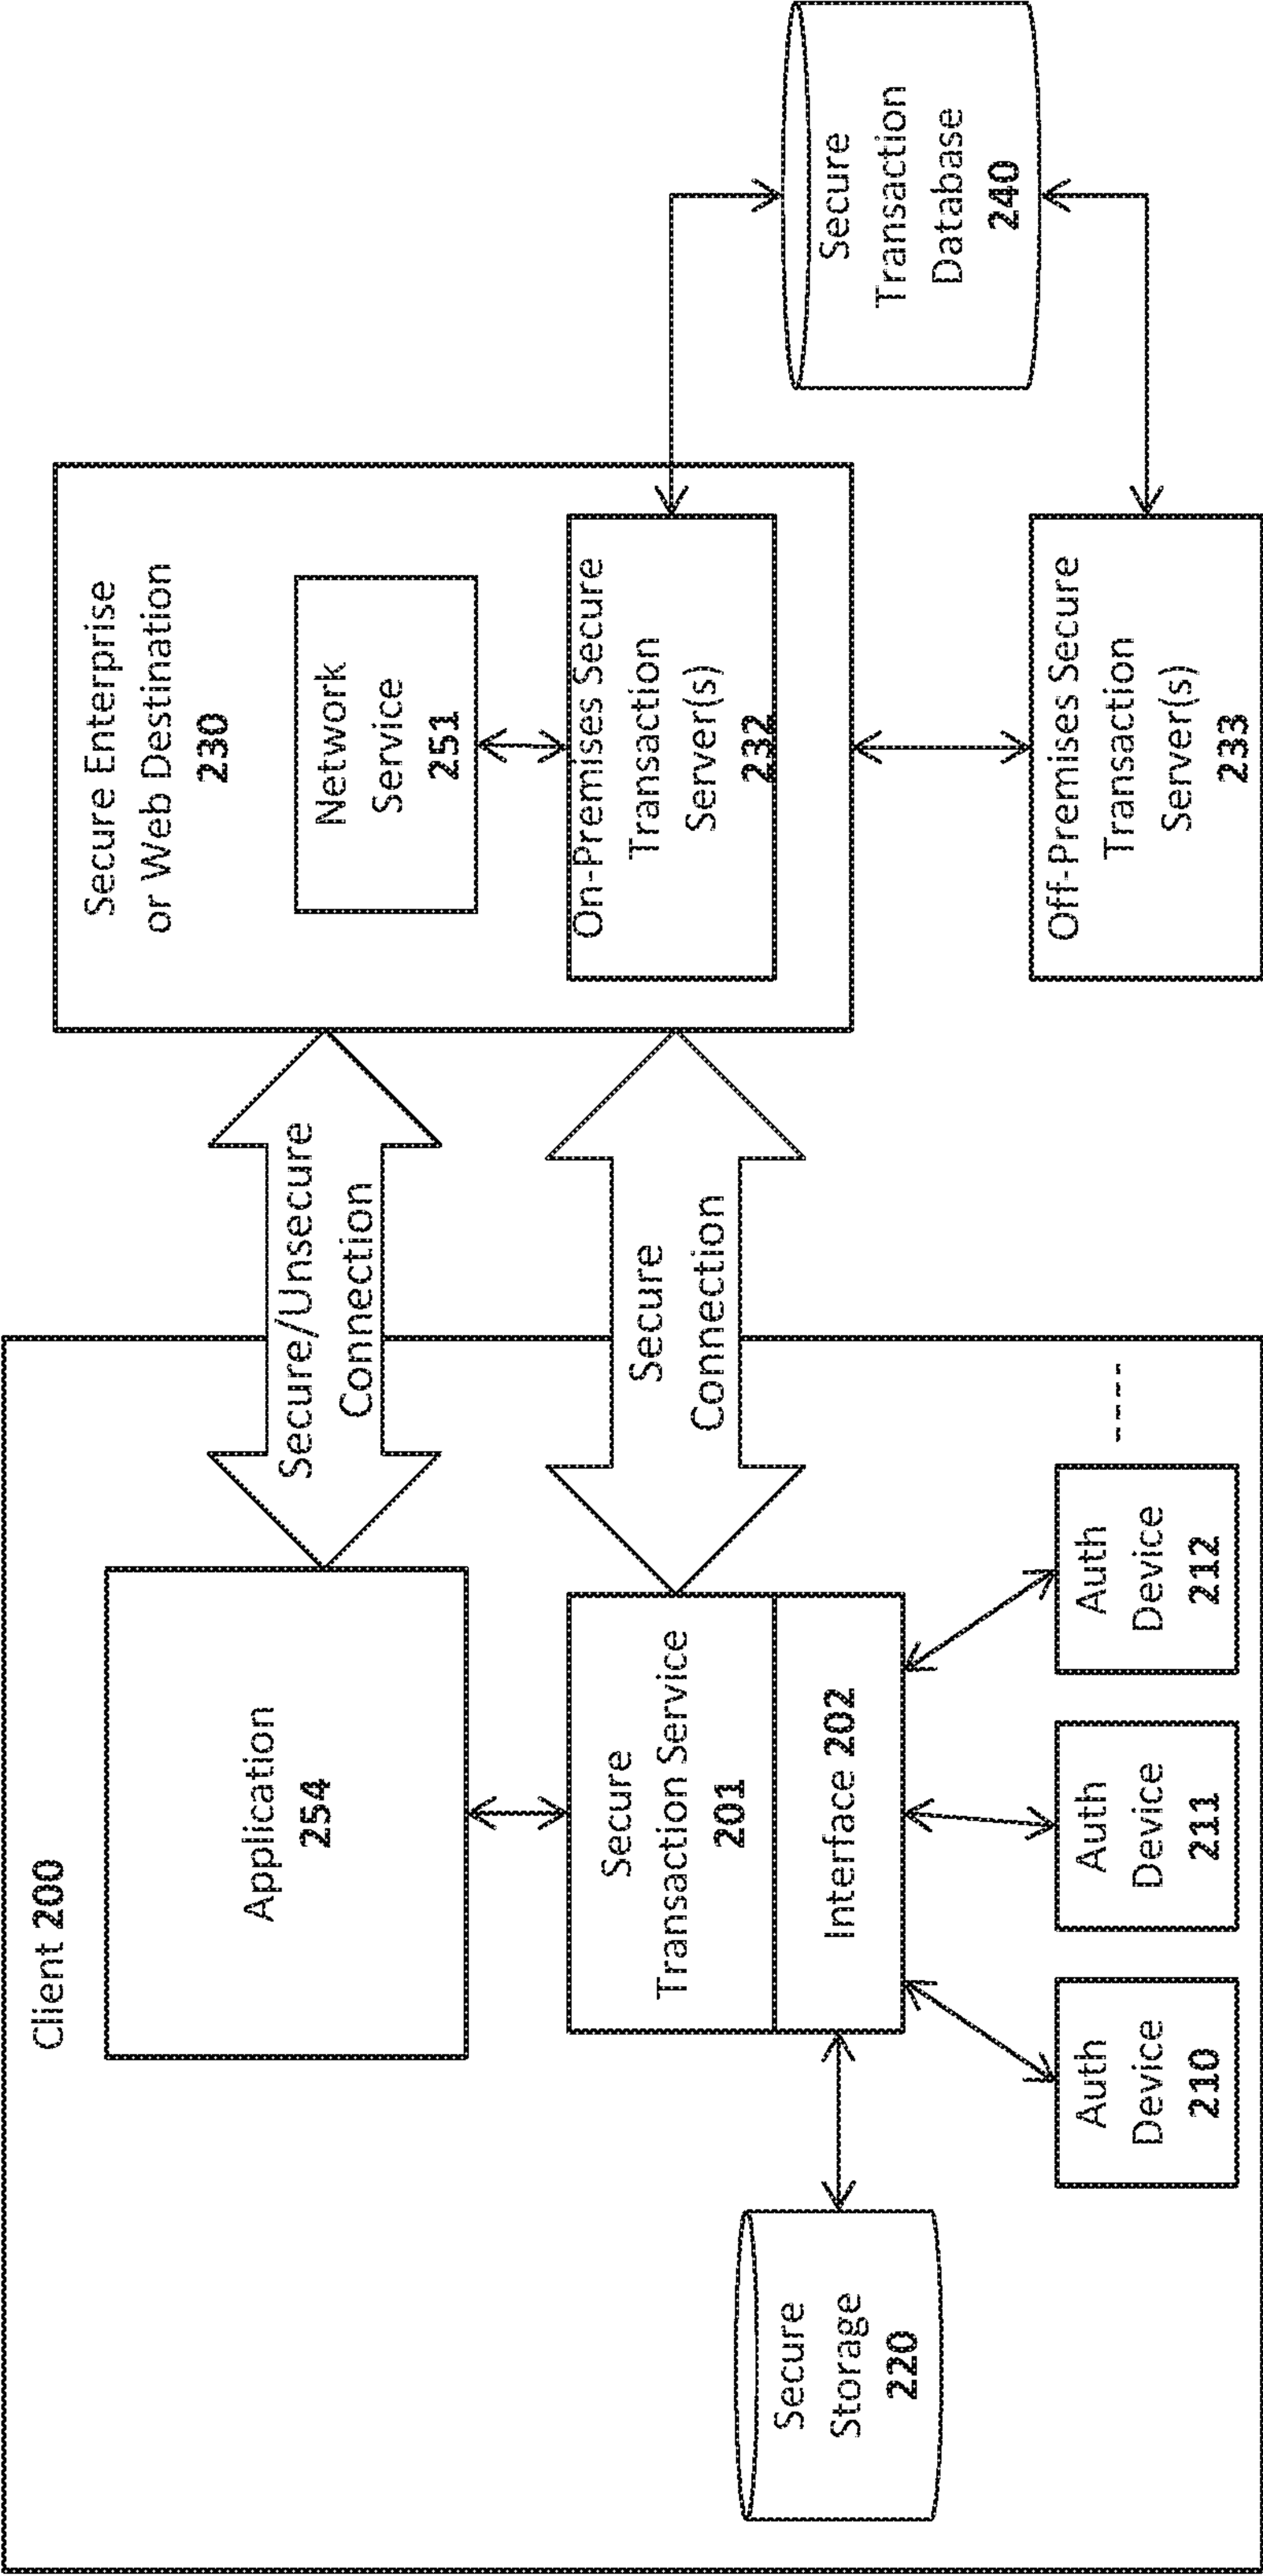 Client 200
Application
254
Secure
Transaction Service
201
Interface 202
Secure
Storage
220
Auth
Device
210
Auth
Device
211
Auth
Device
212
Secure/Unsecure
Connection
Secure
Connection
Secure Enterprise
or Web Destination
230
Network
Service
251
On-Premises Secure
Transaction
Server(s)
232
Off-Premises Secure
Transaction
Server(s)
233
Secure
Transaction
Database
240